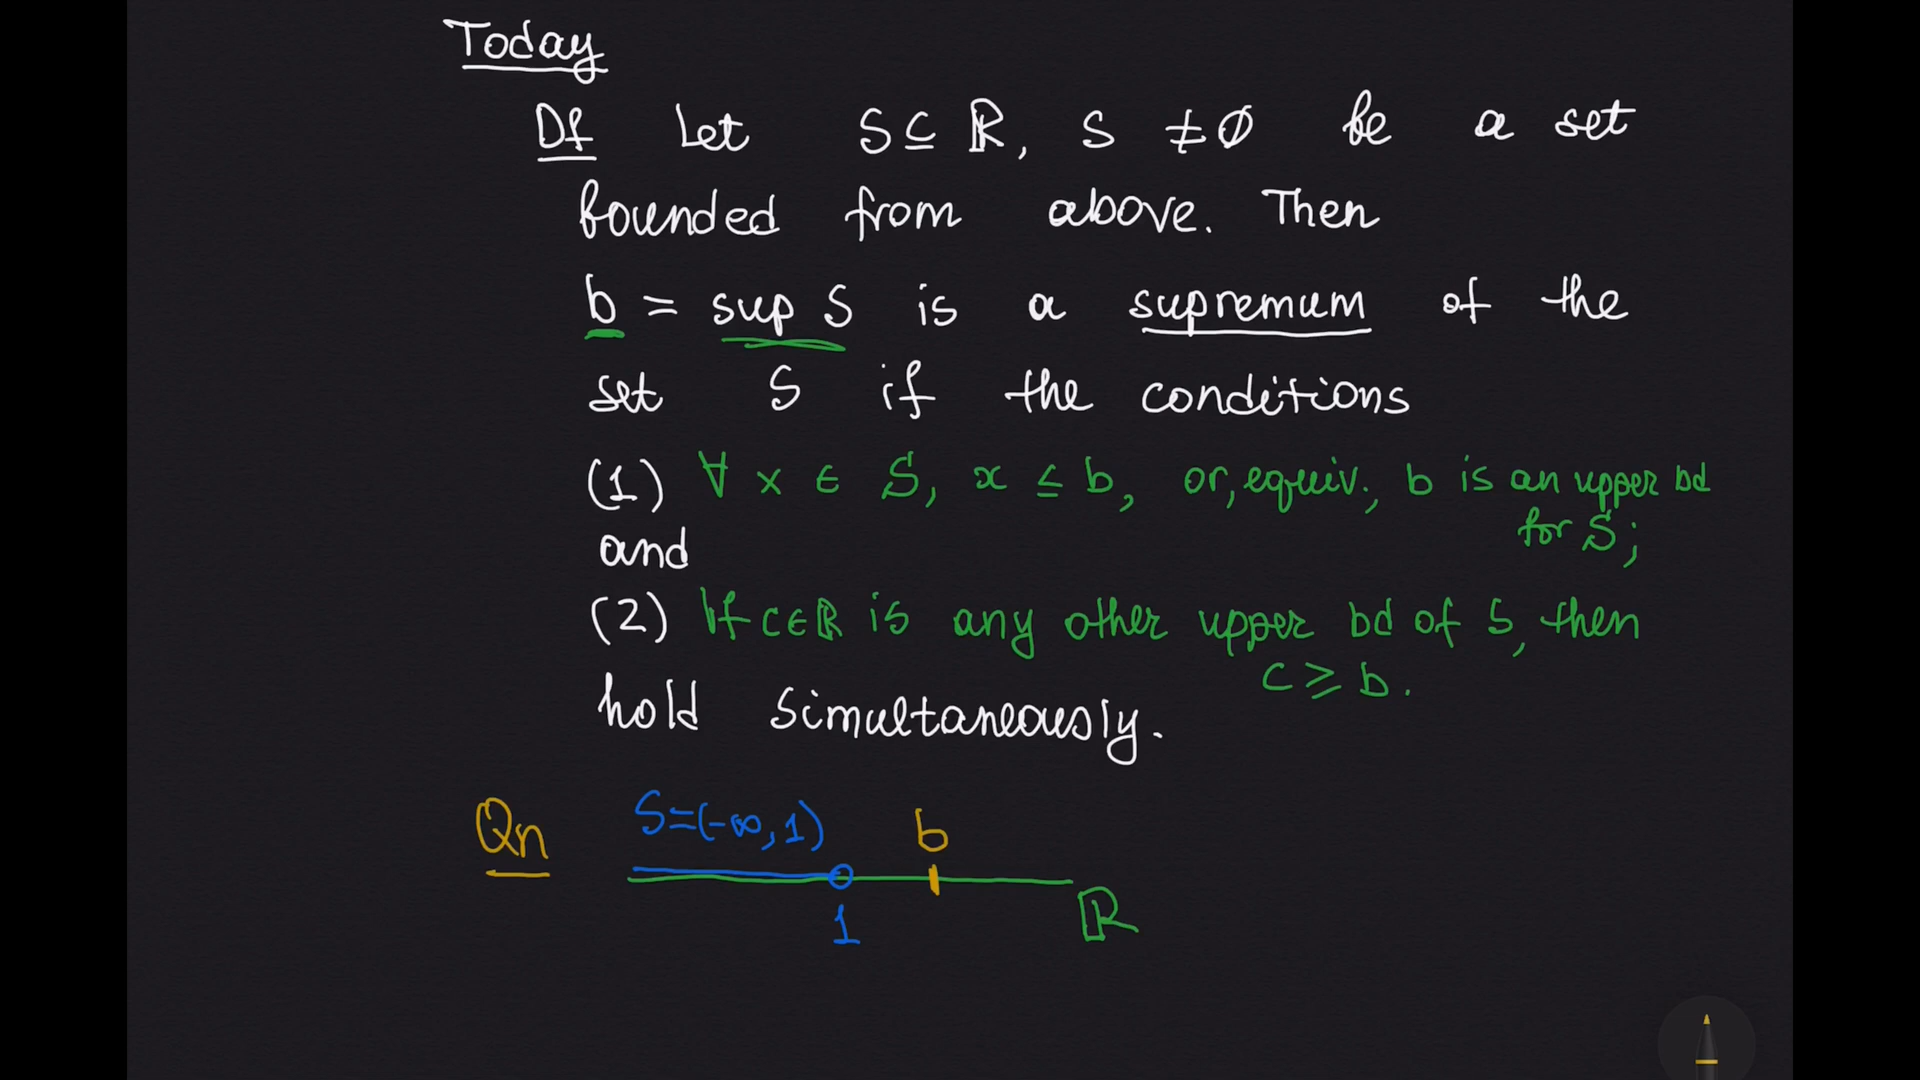 Today
Df Let S ⊆ ℝ, S ≠ ∅ be a set
bounded from above. Then
b = sup S is a supremum of the
set S if the conditions
(1) ∀ x ∈ S, x ≤ b, or, equiv., b is an upper bd
for S;
and
(2) If c∈ℝ is any other upper bd of S, then
c ≥ b.
hold simultaneously.
Qn S=(-∞,1) b
1 ℝ